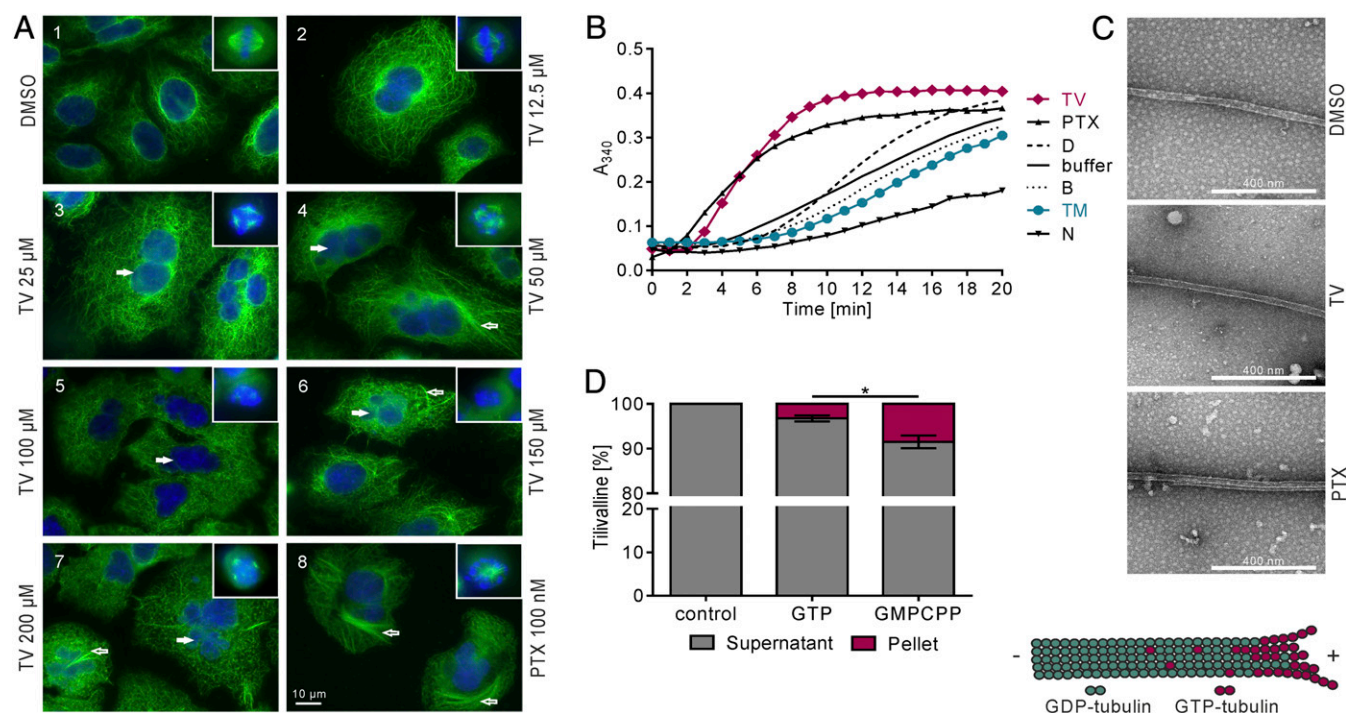 A
1
DMSO
2
TV 12.5 µM
3
TV 25 µM
4
TV 50 µM
5
TV 100 µM
6
TV 150 µM
7
TV 200 µM
8
10 µm
PTX 100 nM
B
0.5
0.4
0.3
0.2
0.1
0.0
A340
0 2 4 6 8 10 12 14 16 18 20
Time [min]
TV
PTX
D
buffer
B
TM
N
C
400 nm
DMSO
400 nm
TV
400 nm
PTX
D
*
100
90
80
20
10
0
Tilivalline [%]
control GTP GMPCPP
Supernatant Pellet
- +
GDP-tubulin GTP-tubulin